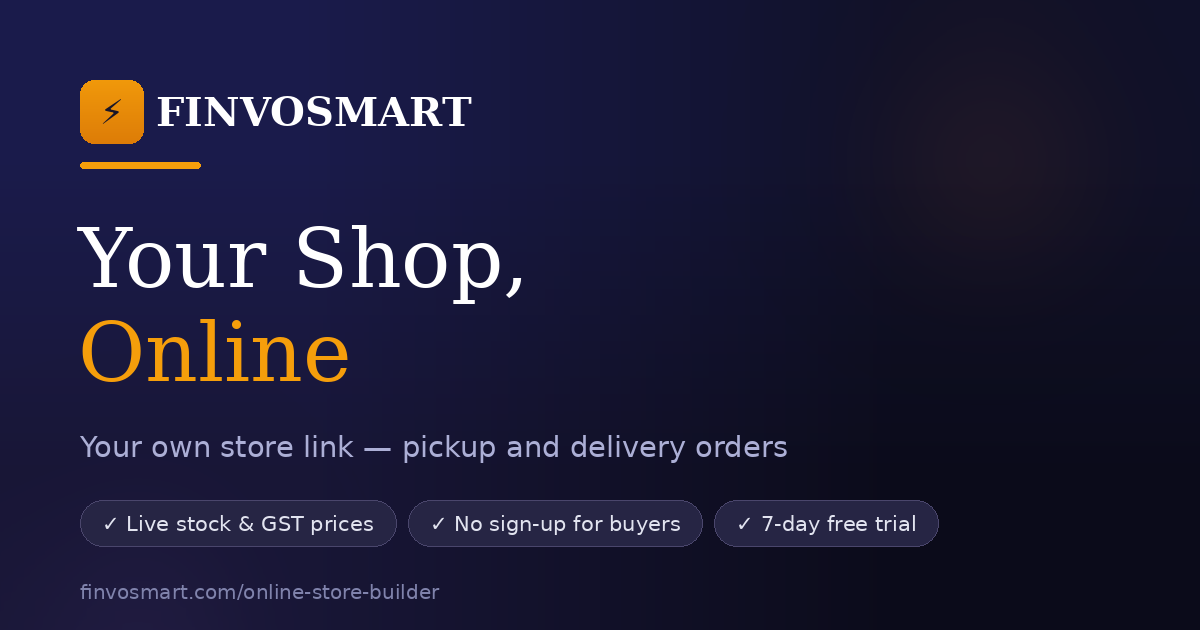 ⚡ FINVOSMART
Your Shop,
Online
Your own store link — pickup and delivery orders
✓ Live stock & GST prices ✓ No sign-up for buyers ✓ 7-day free trial
finvosmart.com/online-store-builder